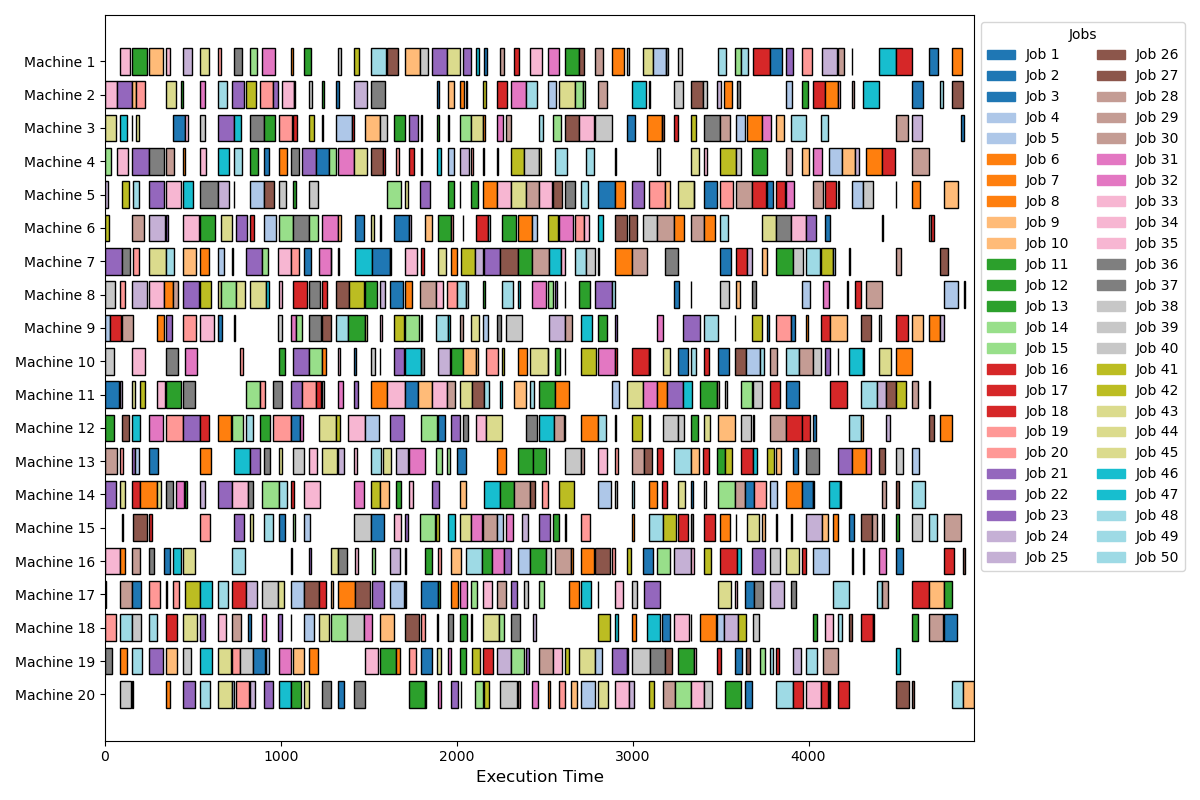 Machine 1
Machine 2
Machine 3
Machine 4
Machine 5
Machine 6
Machine 7
Machine 8
Machine 9
Machine 10
Machine 11
Machine 12
Machine 13
Machine 14
Machine 15
Machine 16
Machine 17
Machine 18
Machine 19
Machine 20
0 1000 2000 3000 4000
Execution Time
Jobs
Job 1
Job 2
Job 3
Job 4
Job 5
Job 6
Job 7
Job 8
Job 9
Job 10
Job 11
Job 12
Job 13
Job 14
Job 15
Job 16
Job 17
Job 18
Job 19
Job 20
Job 21
Job 22
Job 23
Job 24
Job 25
Job 26
Job 27
Job 28
Job 29
Job 30
Job 31
Job 32
Job 33
Job 34
Job 35
Job 36
Job 37
Job 38
Job 39
Job 40
Job 41
Job 42
Job 43
Job 44
Job 45
Job 46
Job 47
Job 48
Job 49
Job 50